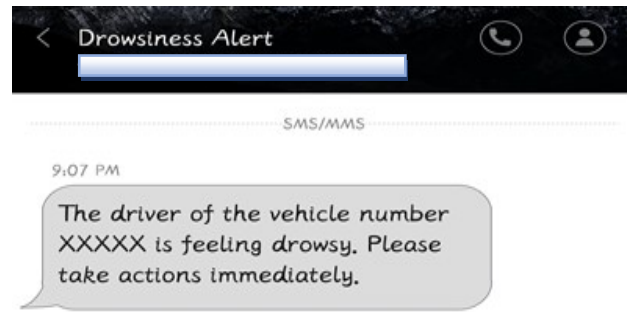 Drowsiness Alert
SMS/MMS
9:07 PM
The driver of the vehicle number
XXXXX is feeling drowsy. Please
take actions immediately.